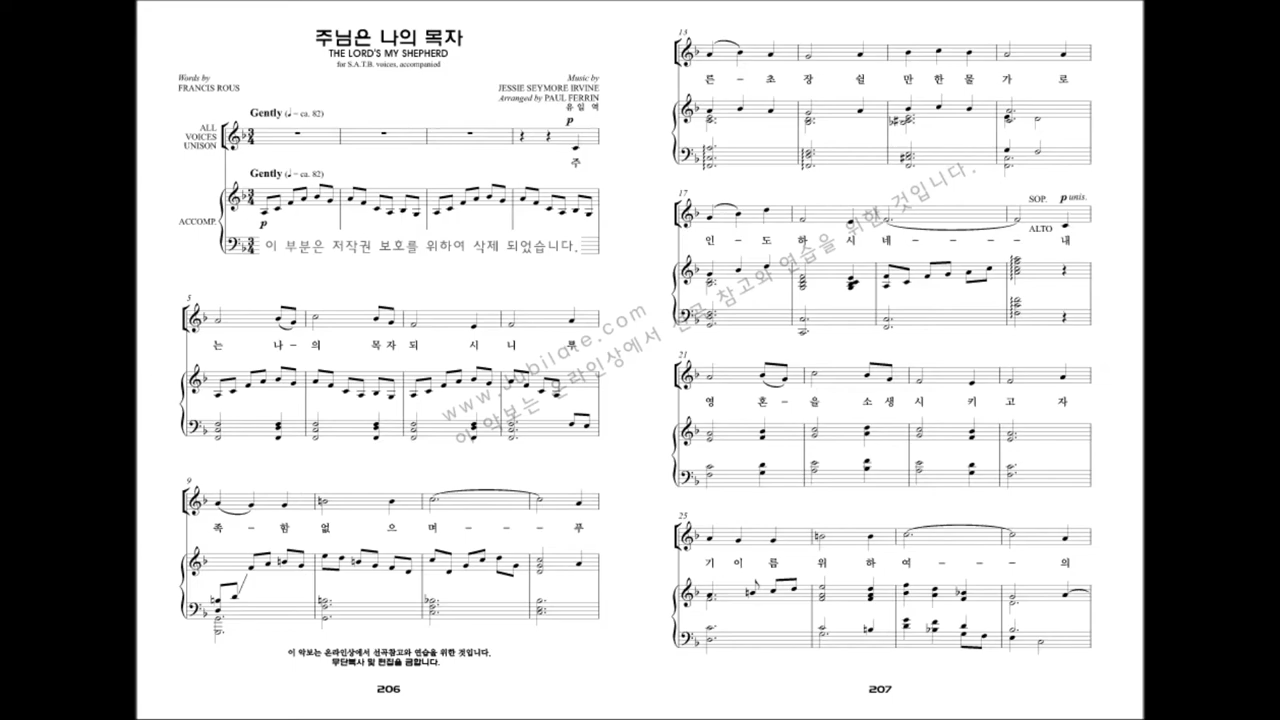 주님은 나의 목자
THE LORD'S MY SHEPHERD
for S.A.T.B. voices, accompanied
Words by
FRANCIS ROUS
Music by
JESSIE SEYMORE IRVINE
Arranged by PAUL FERRIN
유 일 역
Gently (♩ = ca. 82)
ALL
VOICES
UNISON
p
주
Gently (♩ = ca. 82)
ACCOMP.
p
이 부분은 저작권 보호를 위하여 삭제 되었습니다.
5
는 나 - 의 목 자 되 시 니 부
9
족 - 함 없 으 며 - - - 푸
이 악보는 온라인상에서 선곡참고와 연습을 위한 것입니다.
무단복사 및 편집을 금합니다.
206
13
른 - 초 장 쉴 만 한 물 가 로
17
SOP.
p unis.
ALTO
인 - 도 하 시 네 - - - - 내
21
영 혼 - 을 소 생 시 키 고 자
25
기 이 름 위 하 여 - - - 의
207
www.Jubilate.com
이 악보는 온라인상에서 선곡 참고와 연습을 위한 것입니다.